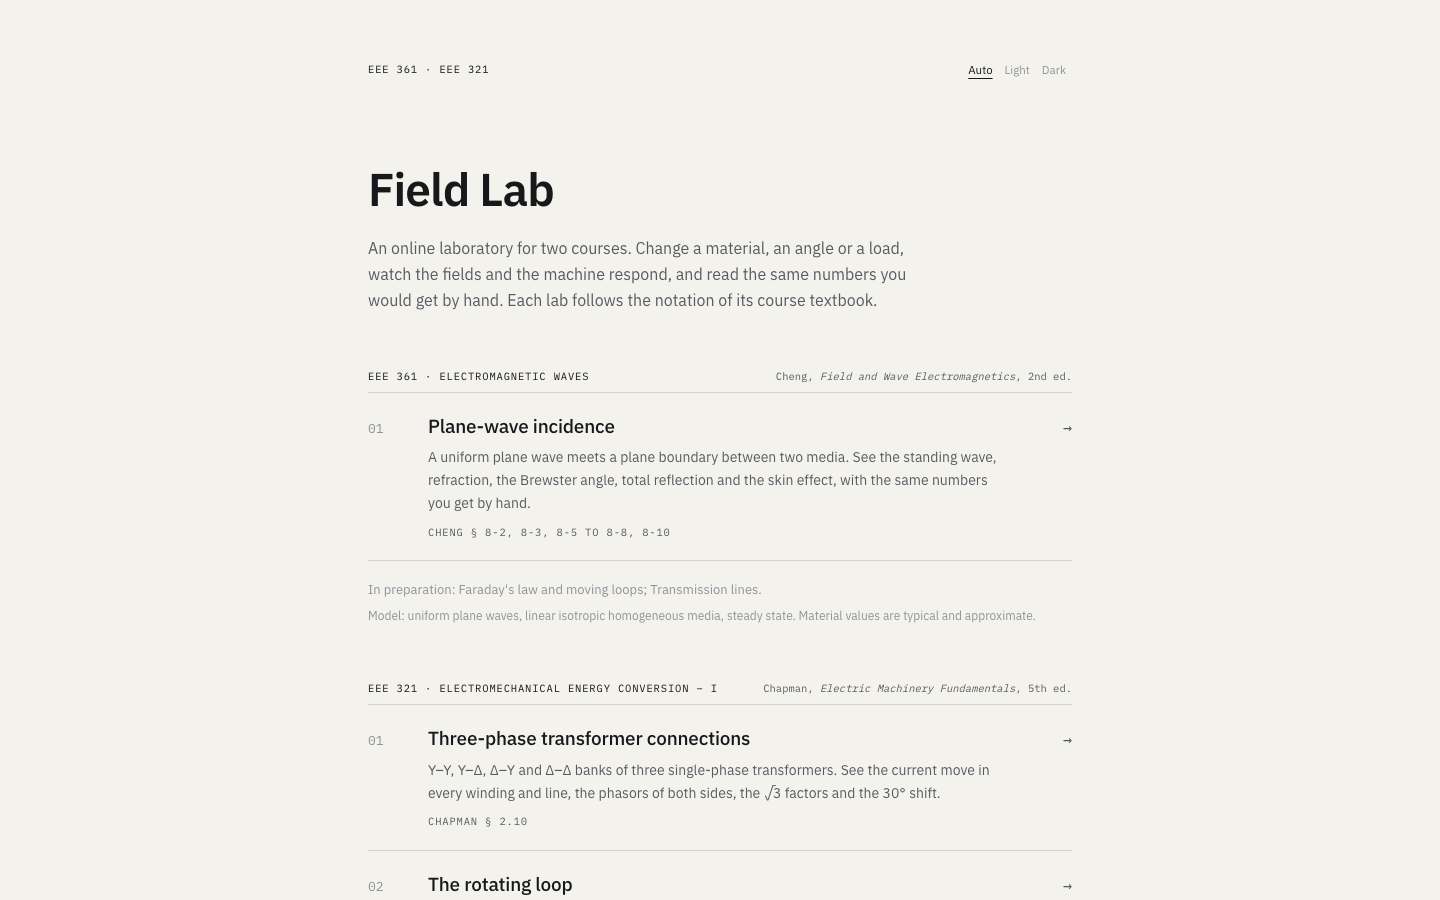 EEE 361 · EEE 321
Auto Light Dark
Field Lab
An online laboratory for two courses. Change a material, an angle or a load,
watch the fields and the machine respond, and read the same numbers you
would get by hand. Each lab follows the notation of its course textbook.
EEE 361 · ELECTROMAGNETIC WAVES
Cheng, Field and Wave Electromagnetics, 2nd ed.
01
Plane-wave incidence
→
A uniform plane wave meets a plane boundary between two media. See the standing wave,
refraction, the Brewster angle, total reflection and the skin effect, with the same numbers
you get by hand.
CHENG § 8-2, 8-3, 8-5 TO 8-8, 8-10
In preparation: Faraday's law and moving loops; Transmission lines.
Model: uniform plane waves, linear isotropic homogeneous media, steady state. Material values are typical and approximate.
EEE 321 · ELECTROMECHANICAL ENERGY CONVERSION – I
Chapman, Electric Machinery Fundamentals, 5th ed.
01
Three-phase transformer connections
→
Y–Y, Y–Δ, Δ–Y and Δ–Δ banks of three single-phase transformers. See the current move in
every winding and line, the phasors of both sides, the √3 factors and the 30° shift.
CHAPMAN § 2.10
02
The rotating loop
→